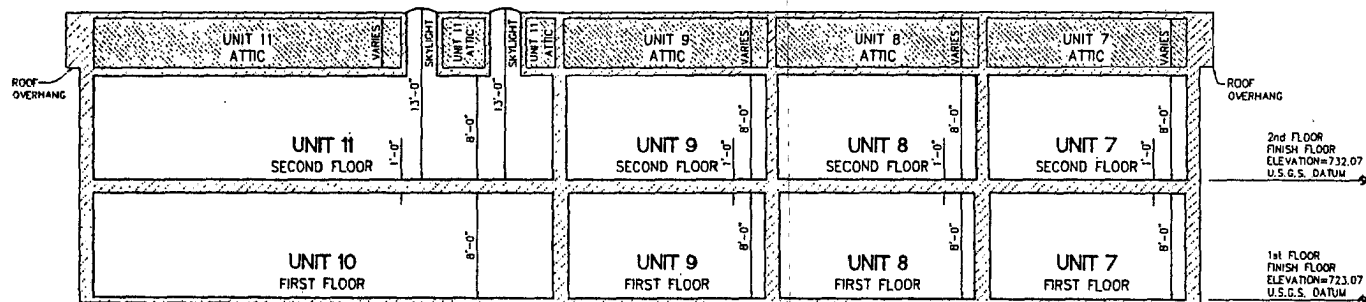 UNIT 11
ATTIC
VARIES
SKYLIGHT
UNIT 11
ATTIC
SKYLIGHT
UNIT 11
ATTIC
UNIT 9
ATTIC
VARIES
UNIT 8
ATTIC
VARIES
UNIT 7
ATTIC
VARIES
ROOF
OVERHANG
ROOF
OVERHANG
13'-0"
13'-0"
UNIT 11
SECOND FLOOR
1'-0"
8'-0"
UNIT 9
SECOND FLOOR
1'-0"
8'-0"
UNIT 8
SECOND FLOOR
1'-0"
8'-0"
UNIT 7
SECOND FLOOR
1'-0"
8'-0"
2nd FLOOR
FINISH FLOOR
ELEVATION=732.07
U.S.G.S. DATUM
UNIT 10
FIRST FLOOR
8'-0"
UNIT 9
FIRST FLOOR
8'-0"
UNIT 8
FIRST FLOOR
8'-0"
UNIT 7
FIRST FLOOR
8'-0"
1st FLOOR
FINISH FLOOR
ELEVATION=723.07
U.S.G.S. DATUM